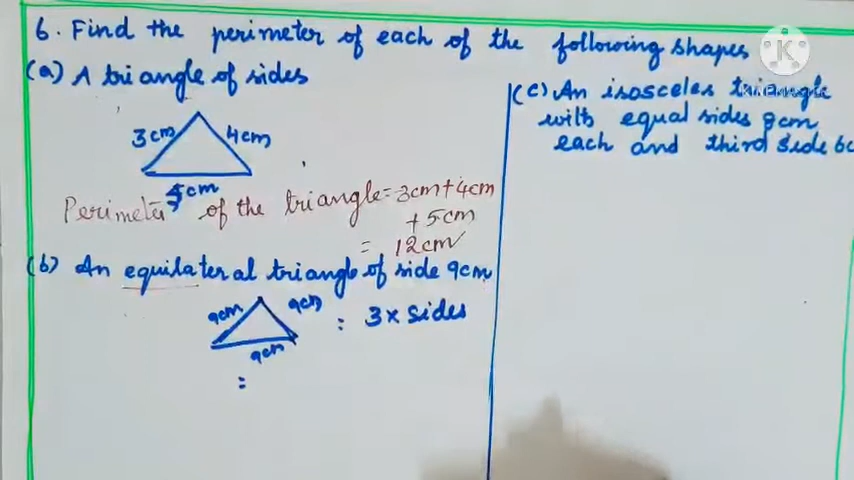 6. Find the perimeter of each of the following shapes
(a) A triangle of sides
3cm 4cm
5cm
Perimeter of the triangle = 3cm + 4cm
+ 5cm
= 12cm
(b) An equilateral triangle of side 9cm
9cm 9cm
: 3 x sides
9cm
=
(c) An isosceles triangle
with equal sides 8cm
each and third side 6c
K
KINEMASTER